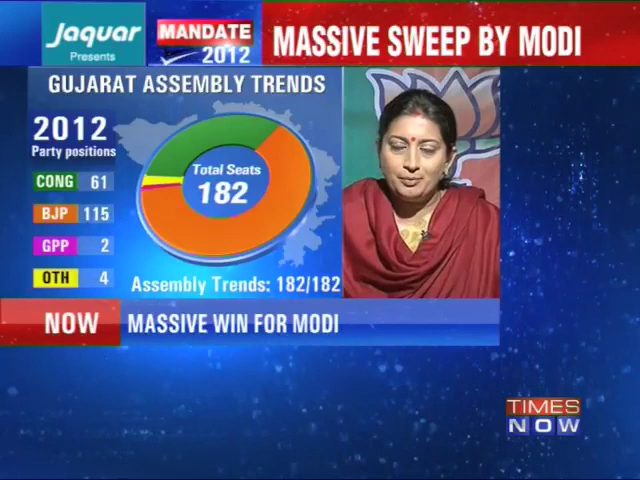 Jaquar
Presents
MANDATE
2012
MASSIVE SWEEP BY MODI
GUJARAT ASSEMBLY TRENDS
2012
Party positions
CONG 61
BJP 115
GPP 2
OTH 4
Total Seats
182
Assembly Trends: 182/182
NOW
MASSIVE WIN FOR MODI
TIMES
NOW